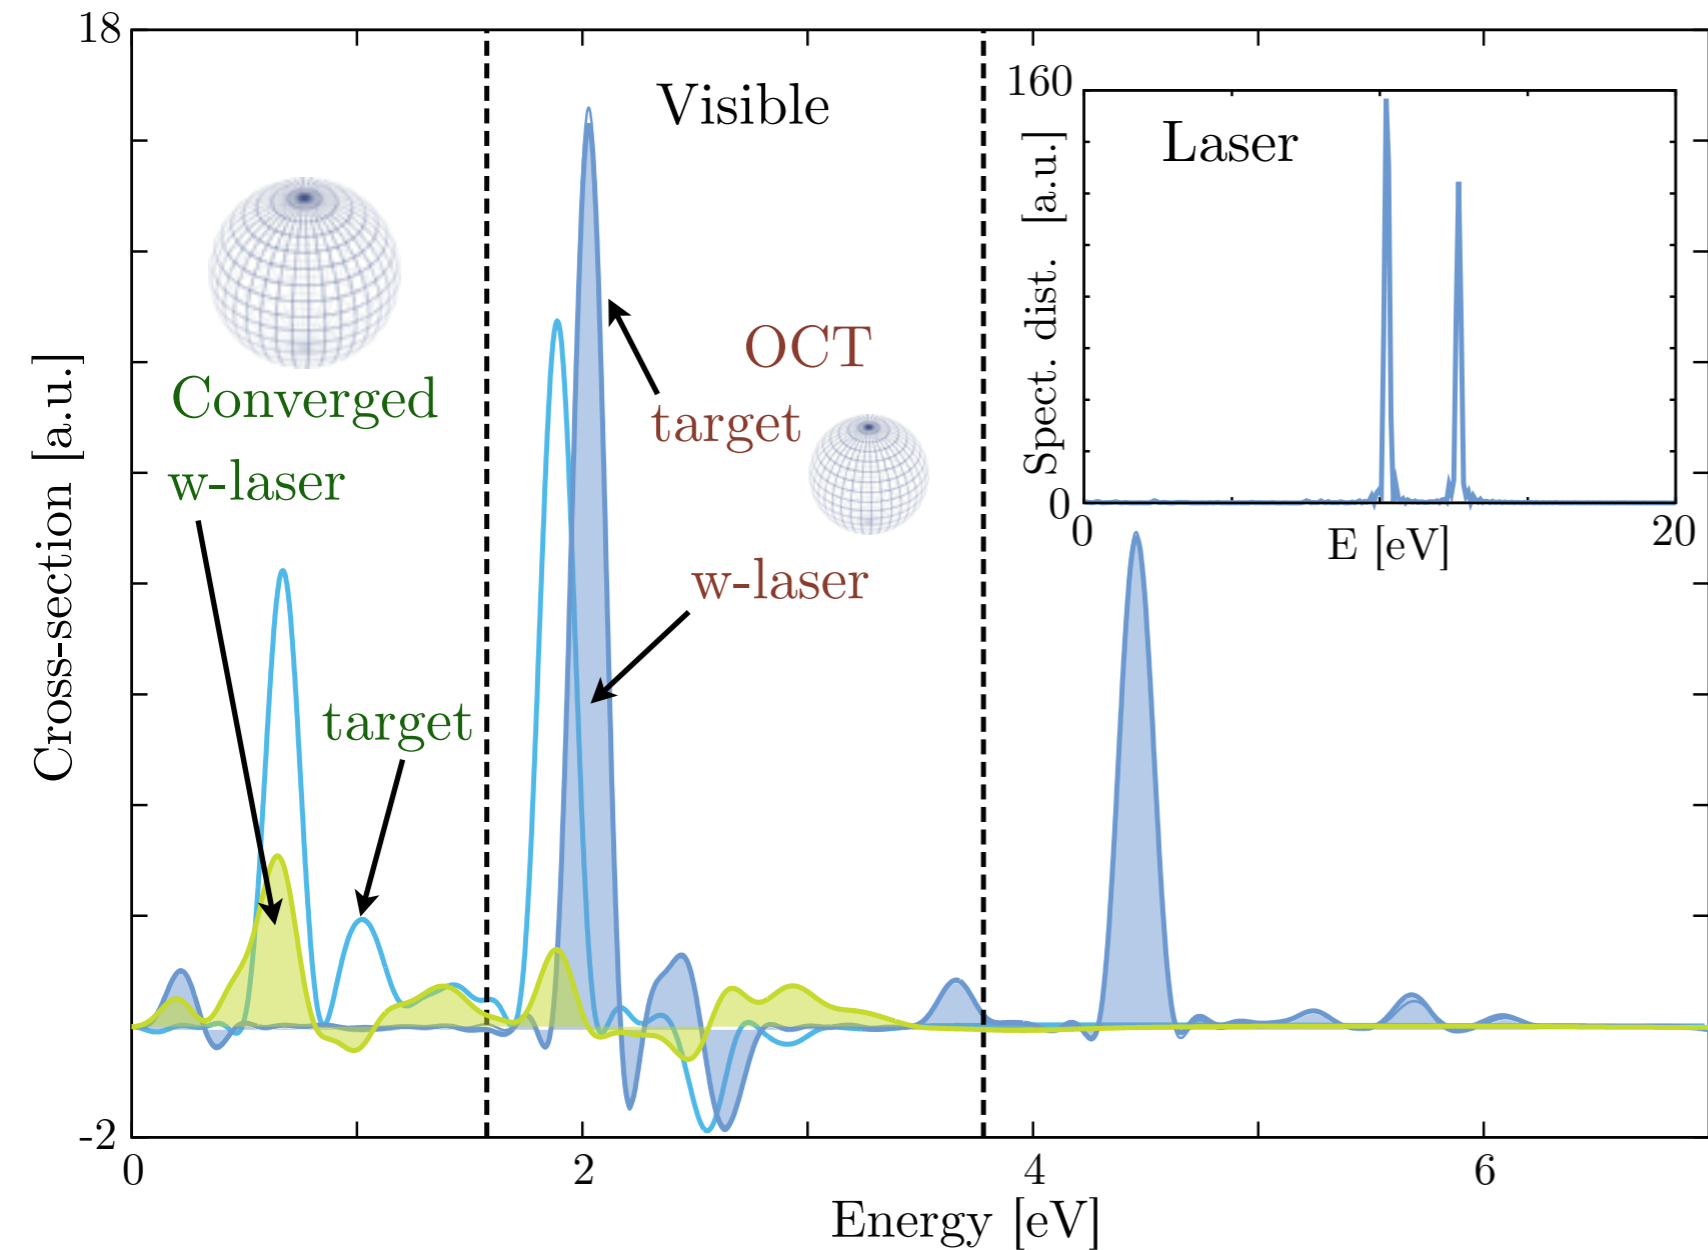 18
Visible
160
Laser
Spect. dist. [a.u.]
0
0
20
E [eV]
OCT
target
Converged
w-laser
w-laser
target
Cross-section [a.u.]
-2
0
2
4
6
Energy [eV]